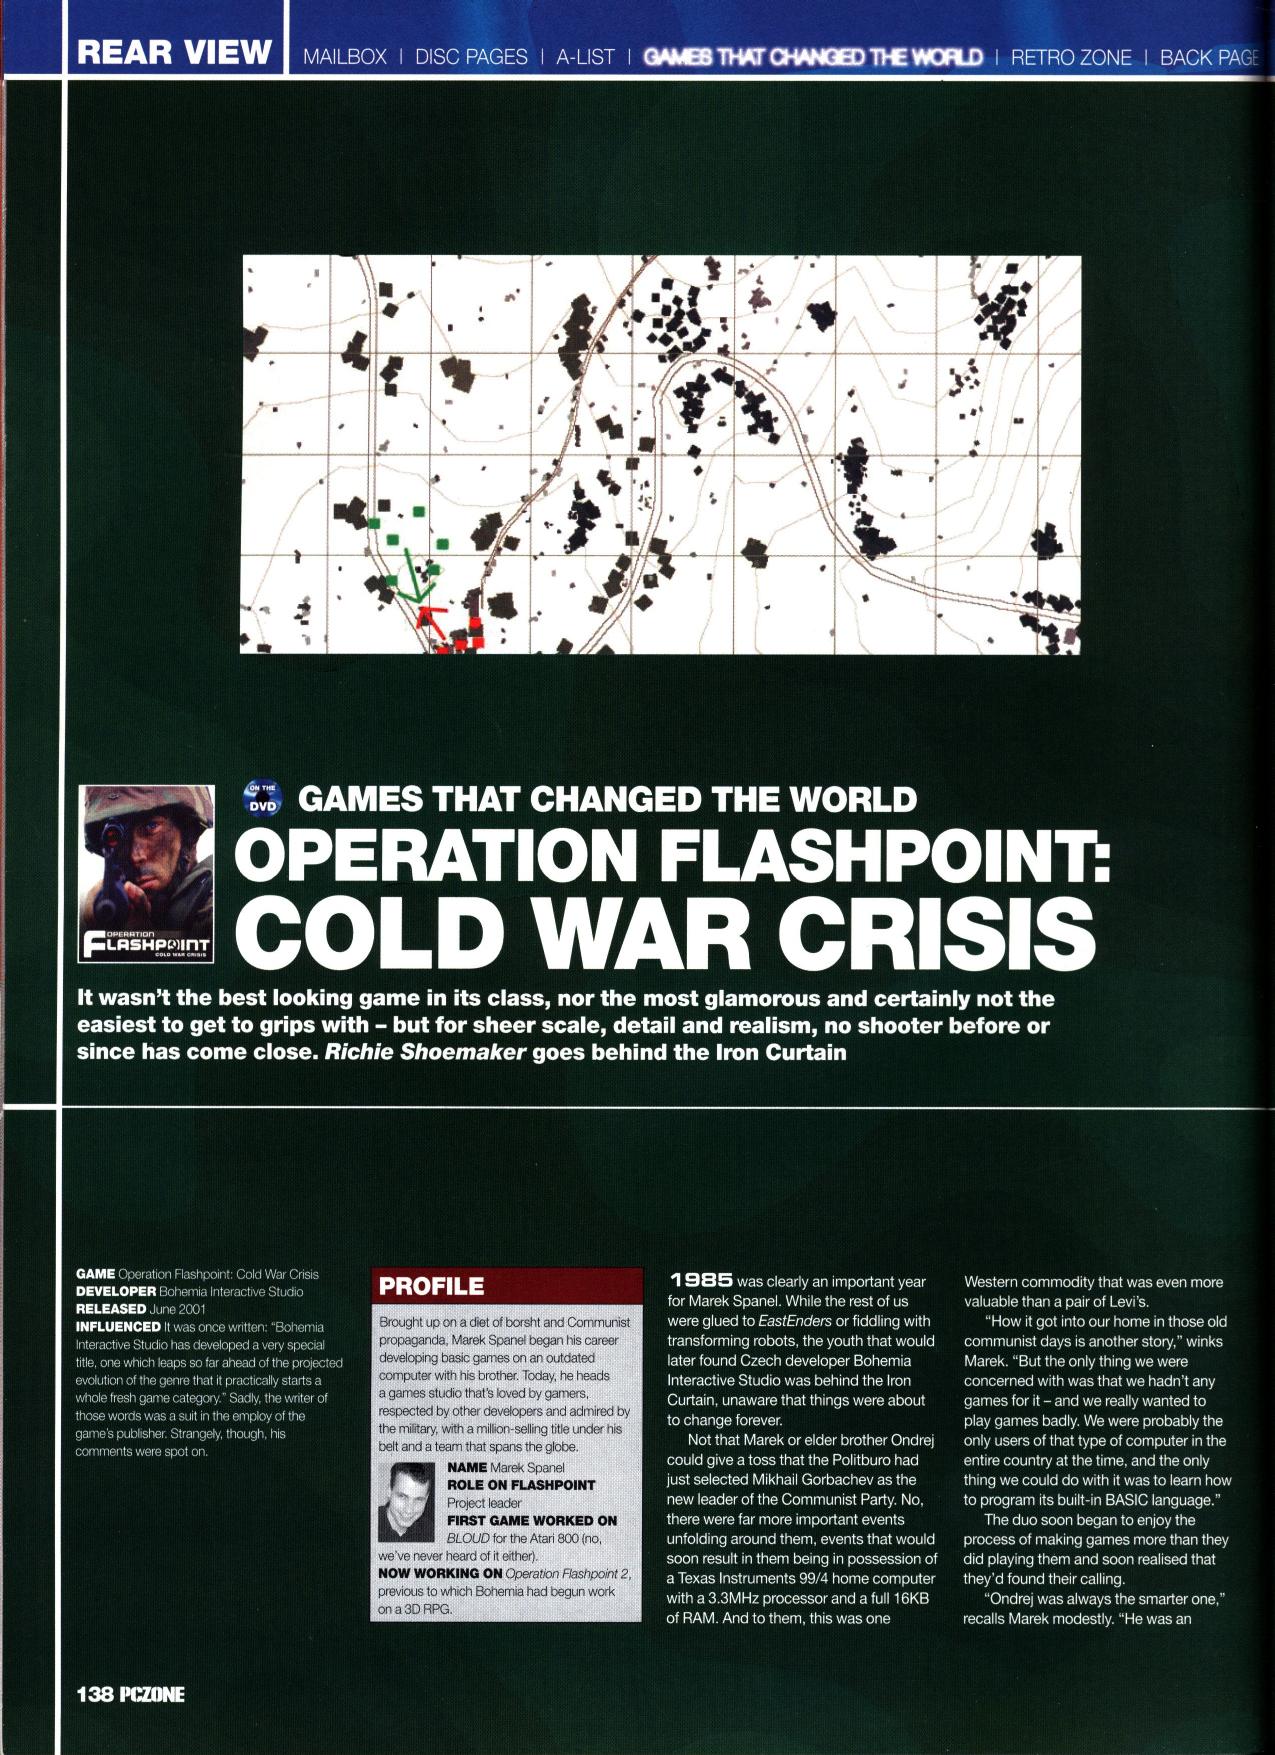 REAR VIEW
MAILBOX | DISC PAGES | A-LIST | GAMES THAT CHANGED THE WORLD | RETRO ZONE | BACK PAGE
OPERATION
FLASHPOINT
COLD WAR CRISIS
ON THE
DVD
GAMES THAT CHANGED THE WORLD
OPERATION FLASHPOINT:
COLD WAR CRISIS
It wasn't the best looking game in its class, nor the most glamorous and certainly not the
easiest to get to grips with – but for sheer scale, detail and realism, no shooter before or
since has come close. Richie Shoemaker goes behind the Iron Curtain
GAME Operation Flashpoint: Cold War Crisis
DEVELOPER Bohemia Interactive Studio
RELEASED June 2001
INFLUENCED It was once written: “Bohemia
Interactive Studio has developed a very special
title, one which leaps so far ahead of the projected
evolution of the genre that it practically starts a
whole fresh game category.” Sadly, the writer of
those words was a suit in the employ of the
game's publisher. Strangely, though, his
comments were spot on.
PROFILE
Brought up on a diet of borsht and Communist
propaganda, Marek Spanel began his career
developing basic games on an outdated
computer with his brother. Today, he heads
a games studio that's loved by gamers,
respected by other developers and admired by
the military, with a million-selling title under his
belt and a team that spans the globe.
NAME Marek Spanel
ROLE ON FLASHPOINT
Project leader
FIRST GAME WORKED ON
BLOUD for the Atari 800 (no,
we've never heard of it either).
NOW WORKING ON Operation Flashpoint 2,
previous to which Bohemia had begun work
on a 3D RPG.
1985 was clearly an important year
for Marek Spanel. While the rest of us
were glued to EastEnders or fiddling with
transforming robots, the youth that would
later found Czech developer Bohemia
Interactive Studio was behind the Iron
Curtain, unaware that things were about
to change forever.
Not that Marek or elder brother Ondrej
could give a toss that the Politburo had
just selected Mikhail Gorbachev as the
new leader of the Communist Party. No,
there were far more important events
unfolding around them, events that would
soon result in them being in possession of
a Texas Instruments 99/4 home computer
with a 3.3MHz processor and a full 16KB
of RAM. And to them, this was one
Western commodity that was even more
valuable than a pair of Levi's.
“How it got into our home in those old
communist days is another story,” winks
Marek. “But the only thing we were
concerned with was that we hadn't any
games for it – and we really wanted to
play games badly. We were probably the
only users of that type of computer in the
entire country at the time, and the only
thing we could do with it was to learn how
to program its built-in BASIC language.”
The duo soon began to enjoy the
process of making games more than they
did playing them and soon realised that
they'd found their calling.
“Ondrej was always the smarter one,”
recalls Marek modestly. “He was an
138 PCZONE